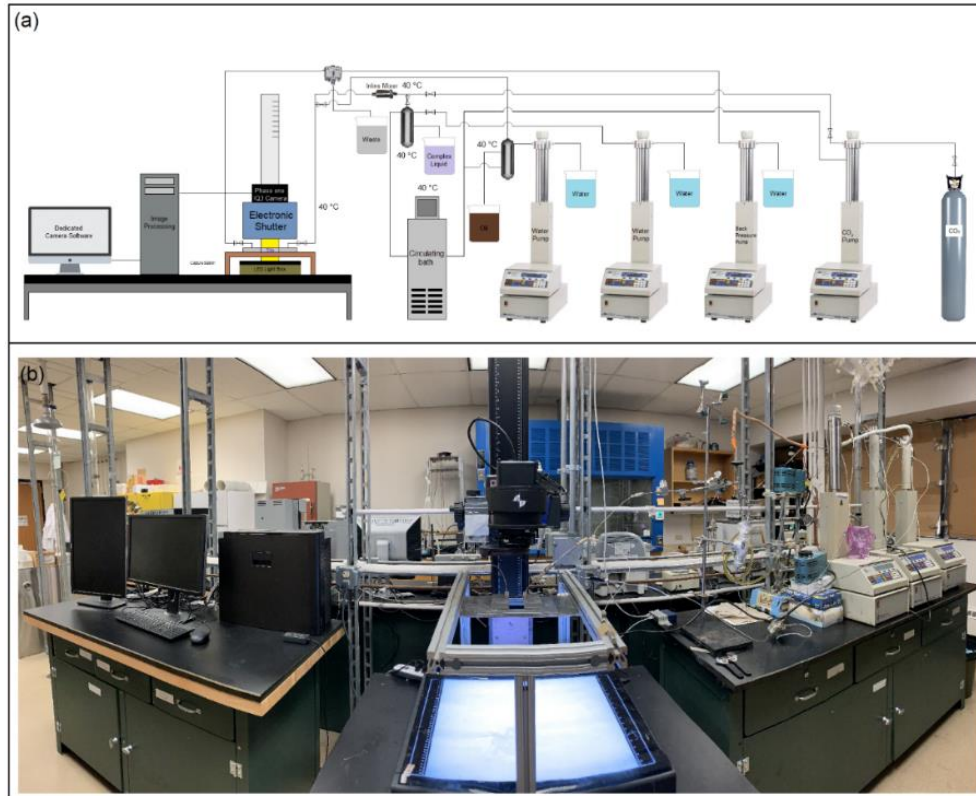 (a)
Inline Mixer
40 °C
40 °C
Waste
40 °C
Complex
Liquid
40 °C
Phase one
IQ3 Camera
Electronic
Shutter
40 °C
40 °C
Dedicated
Camera Software
Image
Processing
LED Light Box
Circulating
bath
Oil
Water
Water
Water
Water
Pump
Water
Pump
Back
Pressure
Pump
CO₂
Pump
CO₂
(b)